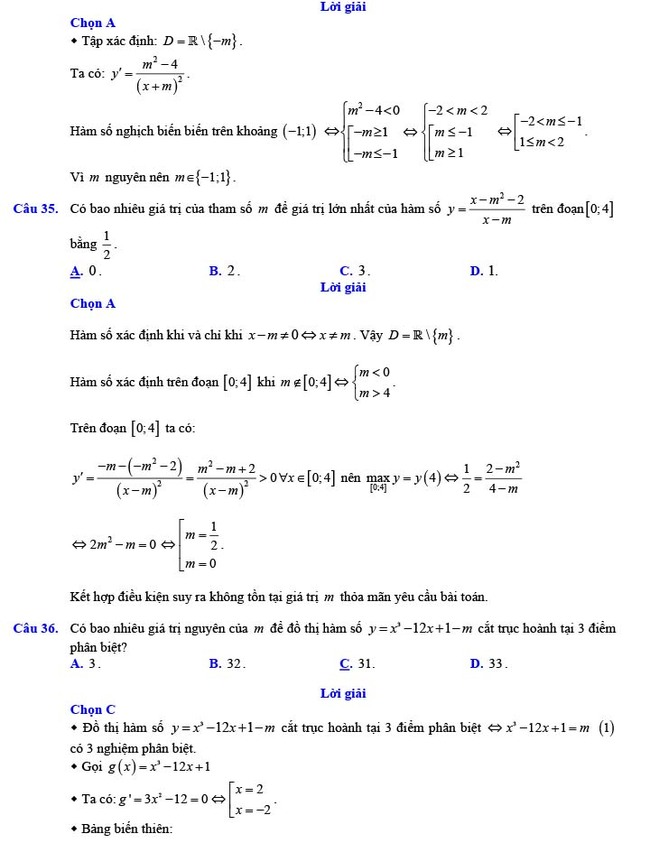 Lời giải
Chọn A
◆ Tập xác định: D = ℝ \ {−m}.
Ta có: y' = (m² − 4)/(x + m)².
Hàm số nghịch biến biến trên khoảng (−1;1) ⇔ { m² − 4 < 0; [ −m ≥ 1; −m ≤ −1 ⇔ { −2 < m < 2; [ m ≤ −1; m ≥ 1 ⇔ [ −2 < m ≤ −1; 1 ≤ m < 2 .
Vì m nguyên nên m ∈ {−1;1}.
Câu 35. Có bao nhiêu giá trị của tham số m để giá trị lớn nhất của hàm số y = (x − m² − 2)/(x − m) trên đoạn [0;4]
bằng 1/2.
A. 0. B. 2. C. 3. D. 1.
Lời giải
Chọn A
Hàm số xác định khi và chỉ khi x − m ≠ 0 ⇔ x ≠ m. Vậy D = ℝ \ {m}.
Hàm số xác định trên đoạn [0;4] khi m ∉ [0;4] ⇔ { m < 0; m > 4 .
Trên đoạn [0;4] ta có:
y' = (−m − (−m² − 2))/(x − m)² = (m² − m + 2)/(x − m)² > 0 ∀x ∈ [0;4] nên max[0;4] y = y(4) ⇔ 1/2 = (2 − m²)/(4 − m)
⇔ 2m² − m = 0 ⇔ [ m = 1/2; m = 0 .
Kết hợp điều kiện suy ra không tồn tại giá trị m thỏa mãn yêu cầu bài toán.
Câu 36. Có bao nhiêu giá trị nguyên của m để đồ thị hàm số y = x³ − 12x + 1 − m cắt trục hoành tại 3 điểm
phân biệt?
A. 3. B. 32. C. 31. D. 33.
Lời giải
Chọn C
◆ Đồ thị hàm số y = x³ − 12x + 1 − m cắt trục hoành tại 3 điểm phân biệt ⇔ x³ − 12x + 1 = m (1)
có 3 nghiệm phân biệt.
◆ Gọi g(x) = x³ − 12x + 1
◆ Ta có: g' = 3x² − 12 = 0 ⇔ [ x = 2; x = −2 .
◆ Bảng biến thiên: